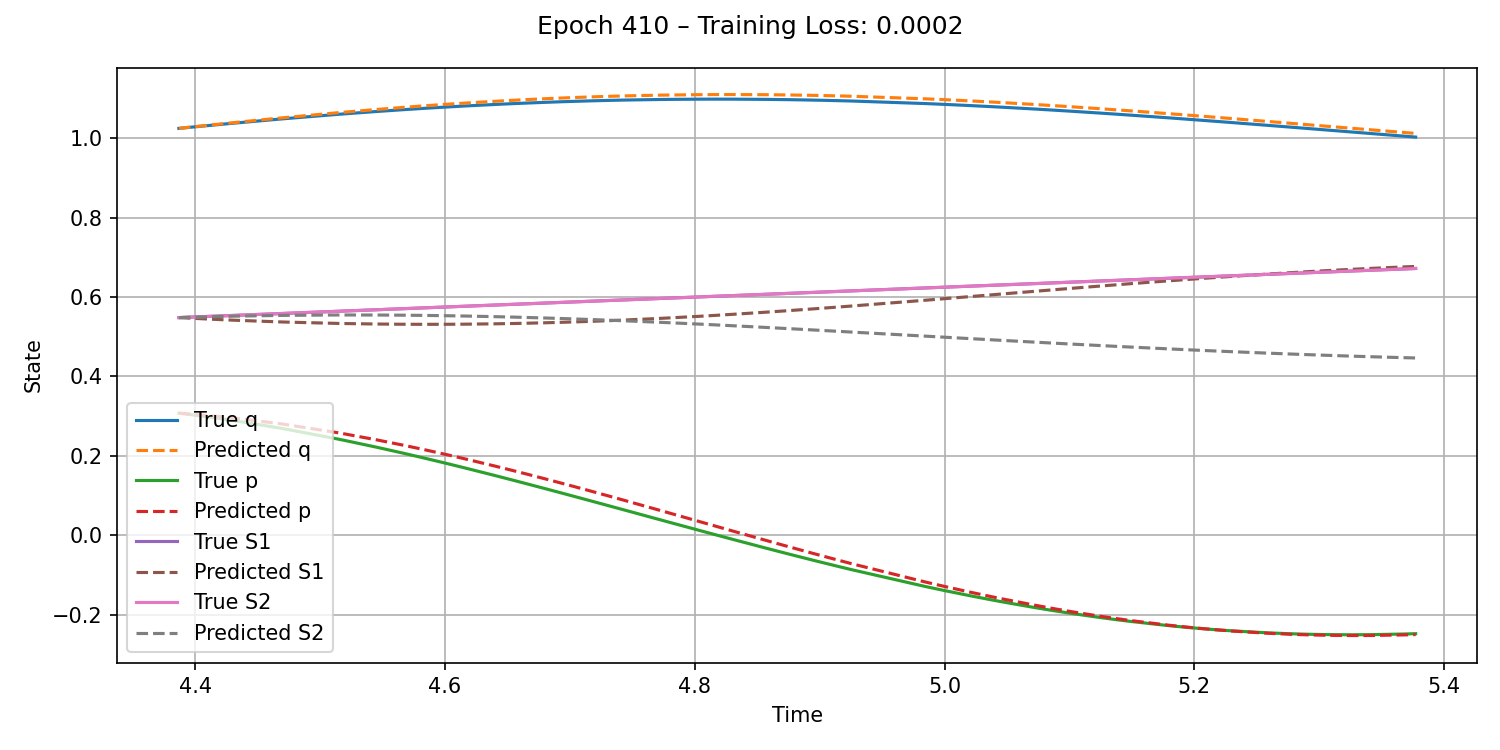 Epoch 410 – Training Loss: 0.0002
State
1.0
0.8
0.6
0.4
0.2
0.0
−0.2
True q
Predicted q
True p
Predicted p
True S1
Predicted S1
True S2
Predicted S2
4.4 4.6 4.8 5.0 5.2 5.4
Time